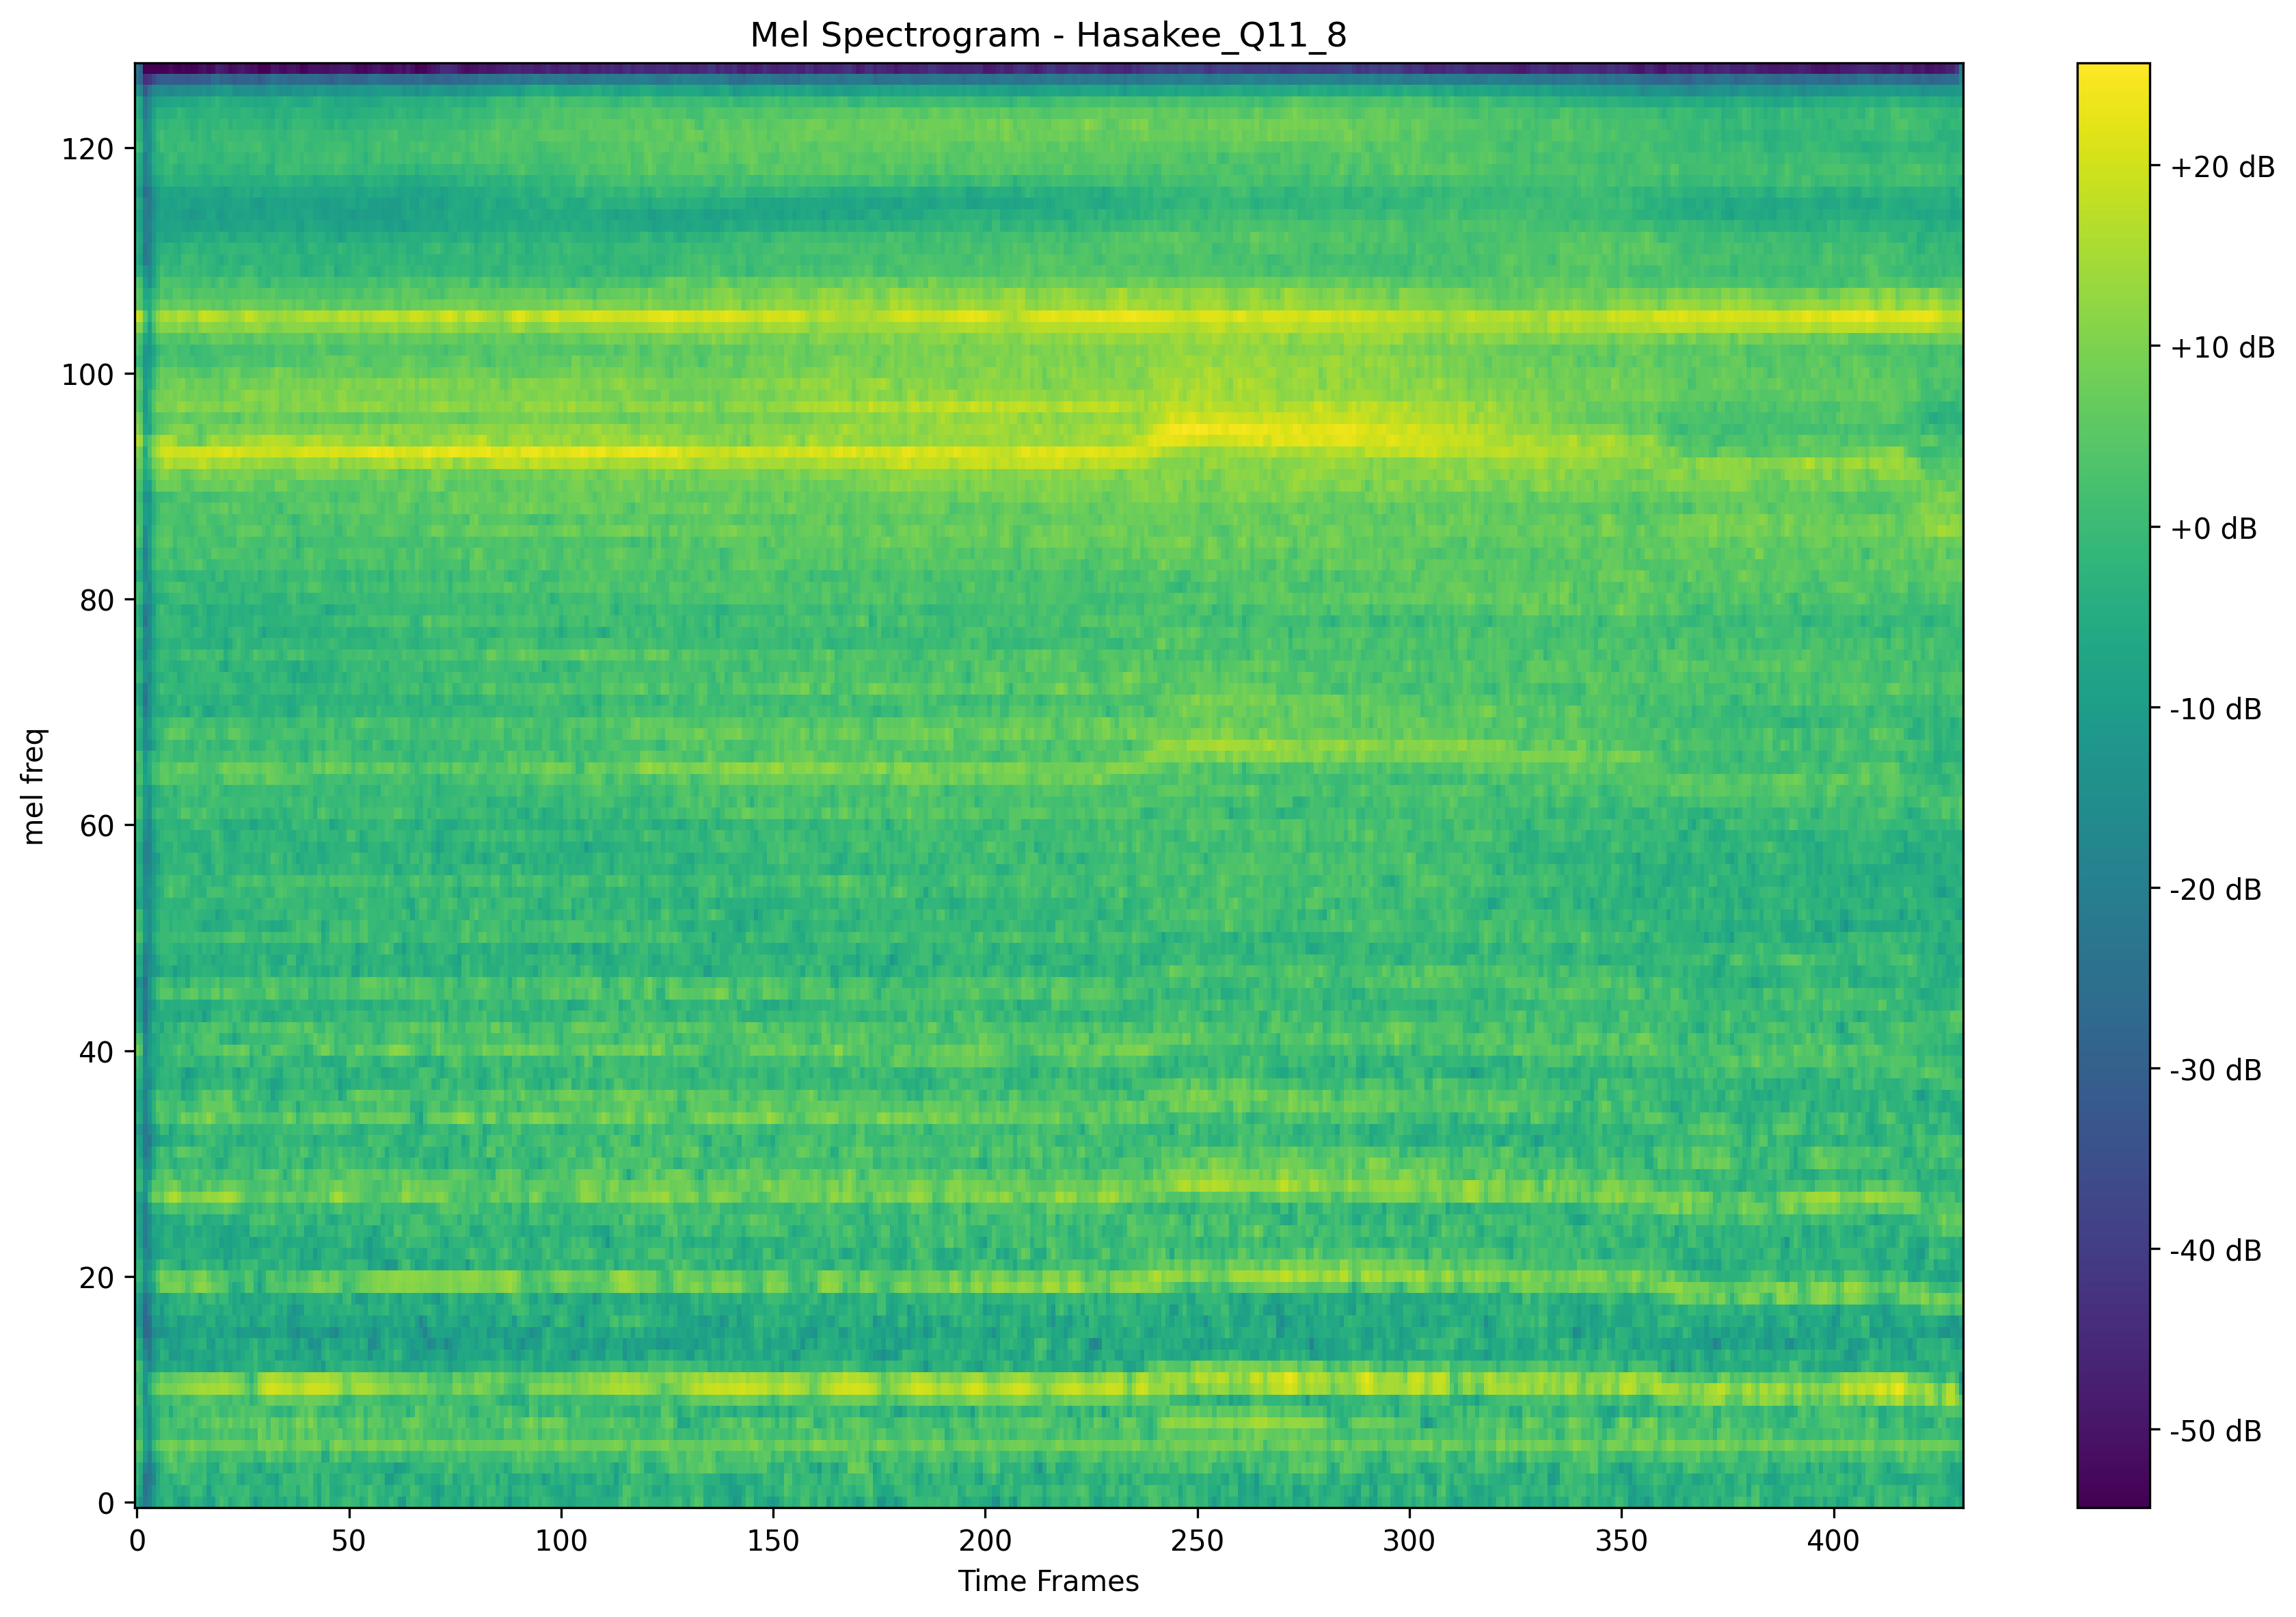 Mel Spectrogram - Hasakee_Q11_8
mel freq
120
100
80
60
40
20
0
0 50 100 150 200 250 300 350 400
Time Frames
+20 dB
+10 dB
+0 dB
-10 dB
-20 dB
-30 dB
-40 dB
-50 dB